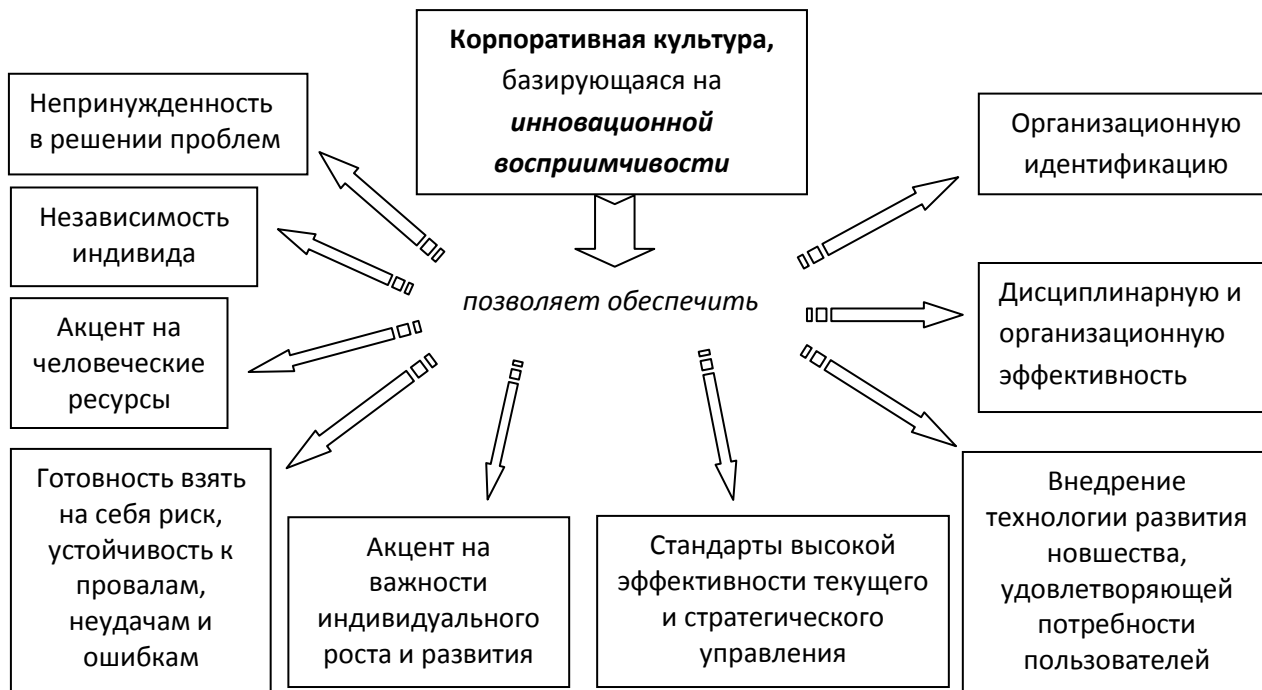 Корпоративная культура,
базирующаяся на
инновационной
восприимчивости
позволяет обеспечить
Непринужденность
в решении проблем
Независимость
индивида
Акцент на
человеческие
ресурсы
Готовность взять
на себя риск,
устойчивость к
провалам,
неудачам и
ошибкам
Акцент на
важности
индивидуального
роста и развития
Стандарты высокой
эффективности текущего
и стратегического
управления
Внедрение
технологии развития
новшества,
удовлетворяющей
потребности
пользователей
Дисциплинарную и
организационную
эффективность
Организационную
идентификацию